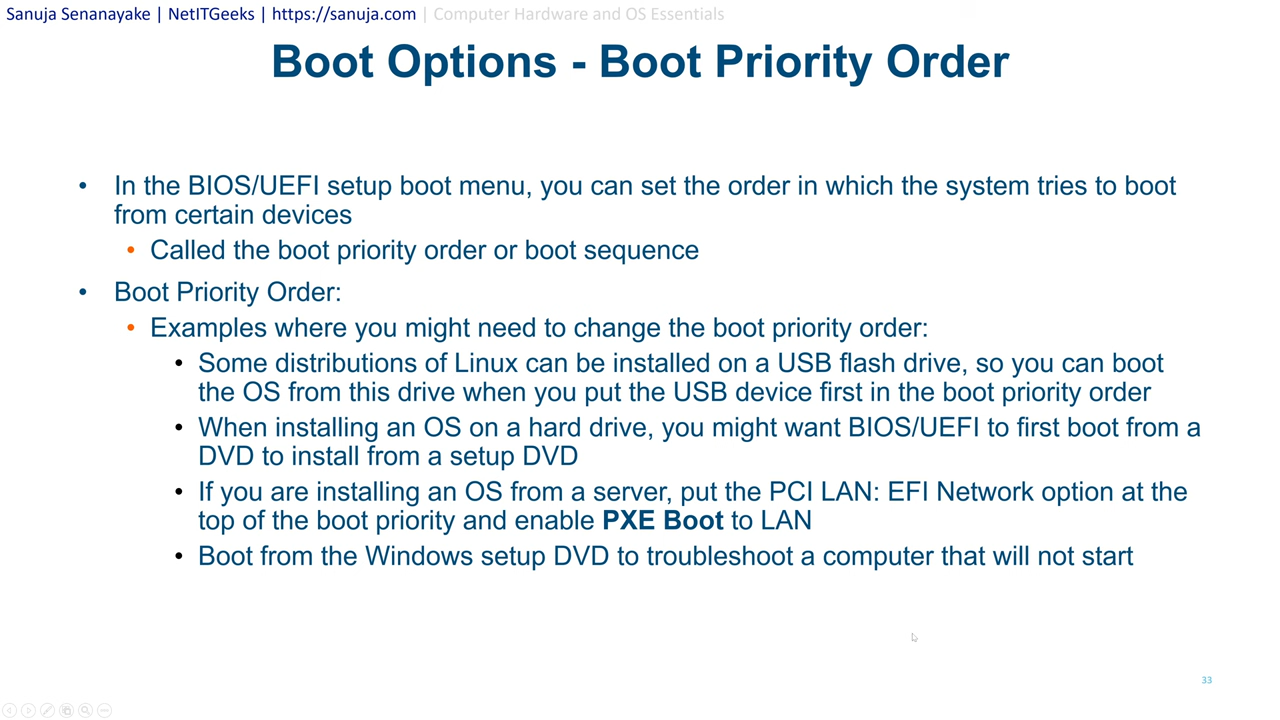 Sanuja Senanayake | NetITGeeks | https://sanuja.com | Computer Hardware and OS Essentials
Boot Options - Boot Priority Order
• In the BIOS/UEFI setup boot menu, you can set the order in which the system tries to boot
from certain devices
• Called the boot priority order or boot sequence
• Boot Priority Order:
• Examples where you might need to change the boot priority order:
• Some distributions of Linux can be installed on a USB flash drive, so you can boot
the OS from this drive when you put the USB device first in the boot priority order
• When installing an OS on a hard drive, you might want BIOS/UEFI to first boot from a
DVD to install from a setup DVD
• If you are installing an OS from a server, put the PCI LAN: EFI Network option at the
top of the boot priority and enable PXE Boot to LAN
• Boot from the Windows setup DVD to troubleshoot a computer that will not start
33